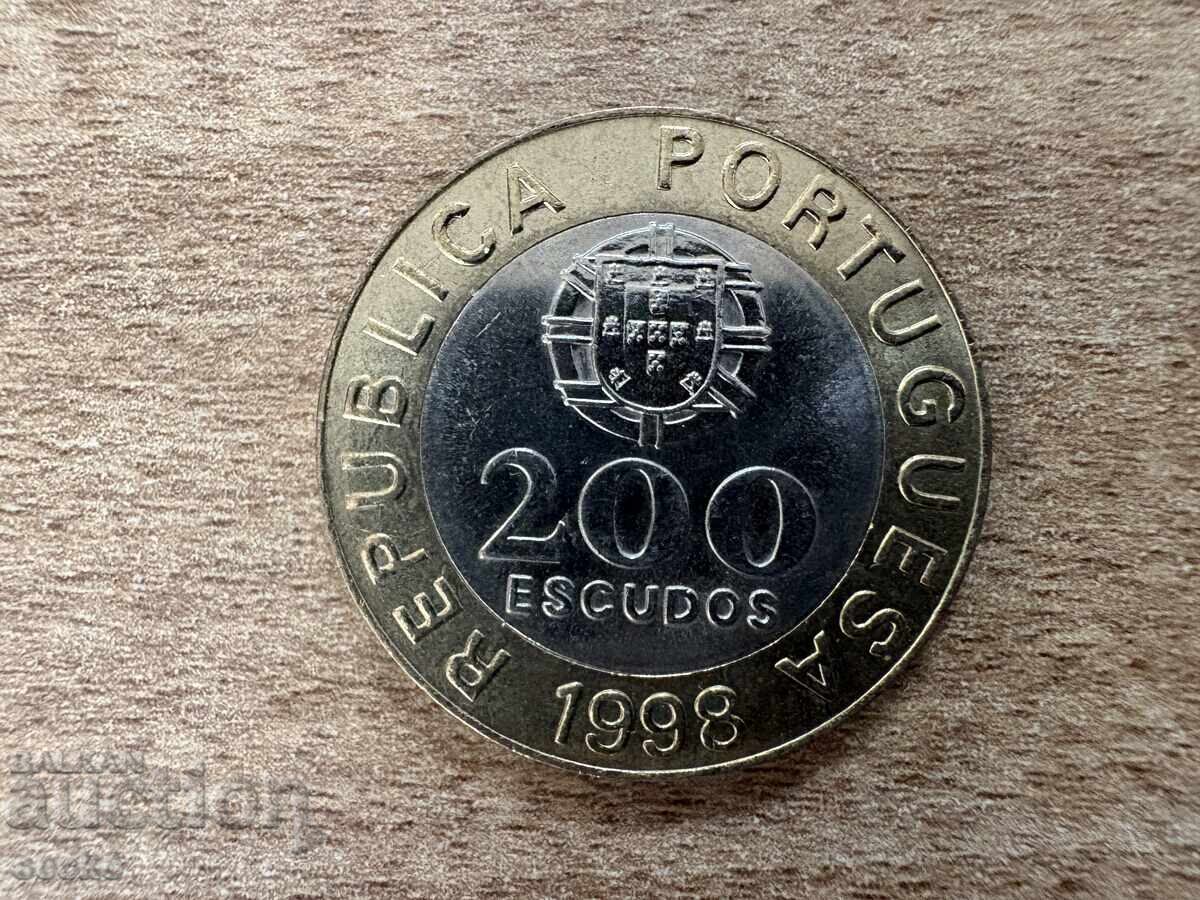 REPUBLICA PORTUGUESA
200
ESCUDOS
1998
BALKAN
auction